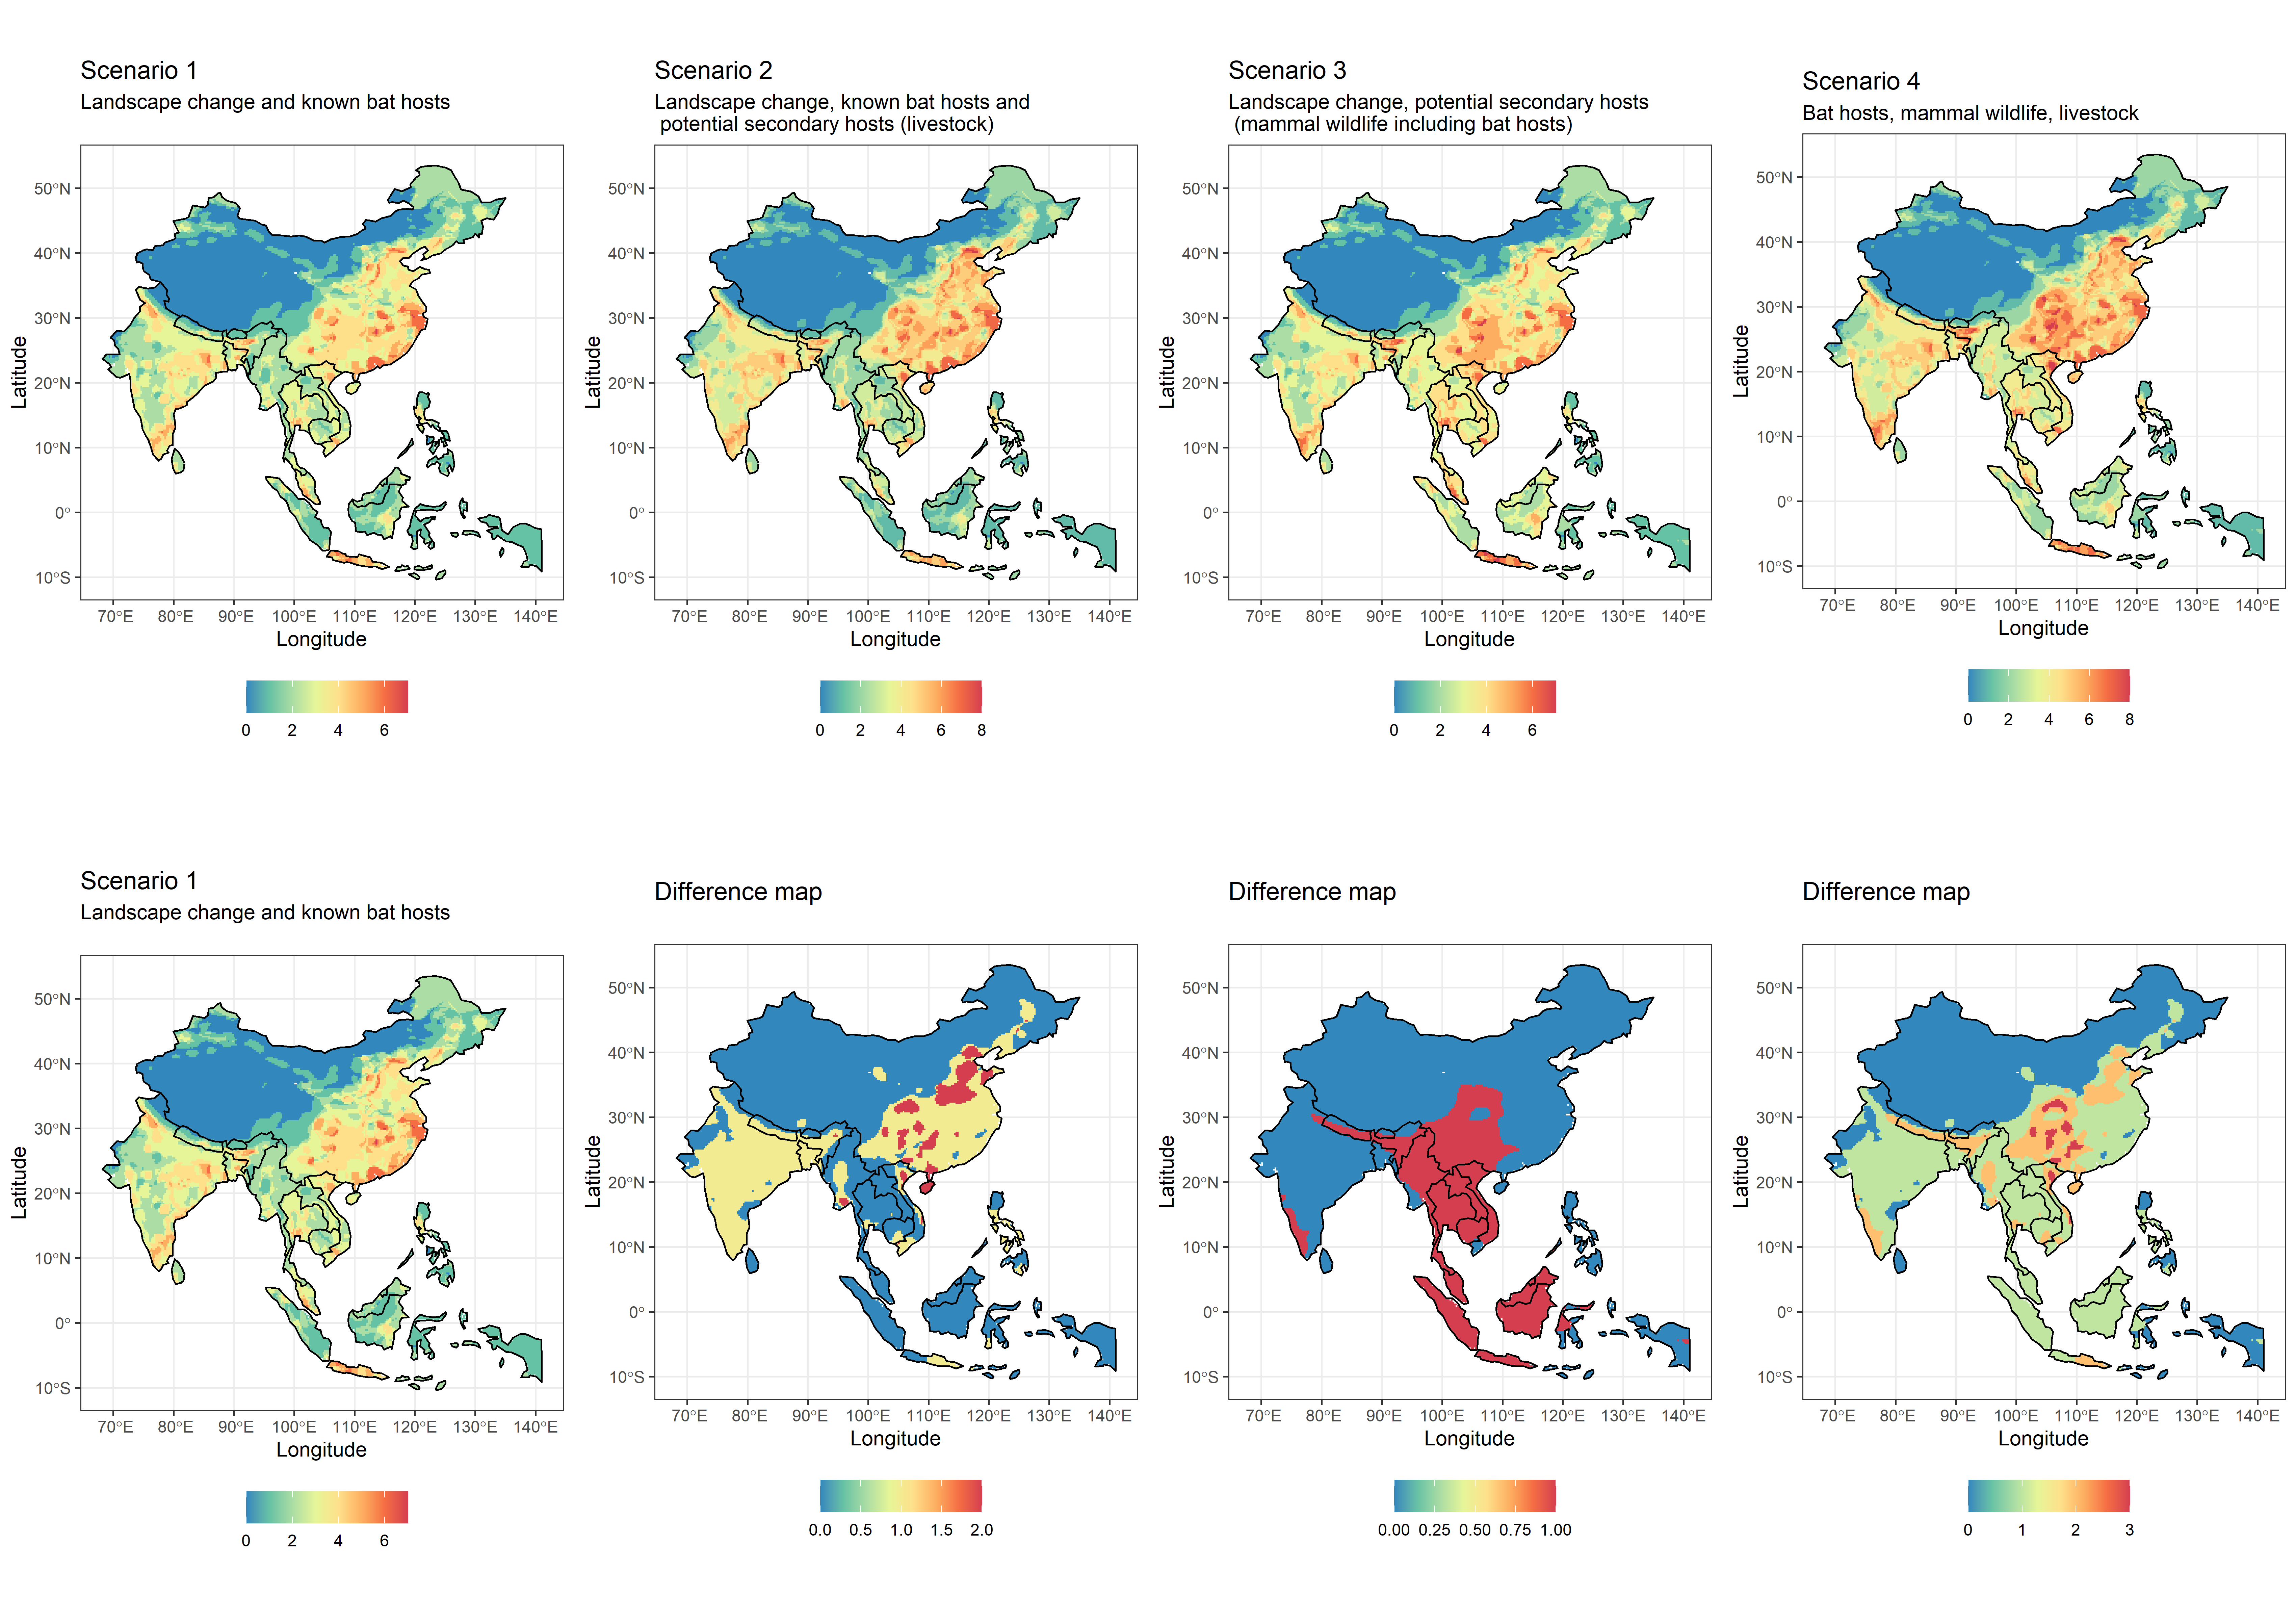 Scenario 1
Landscape change and known bat hosts
Scenario 2
Landscape change, known bat hosts and
potential secondary hosts (livestock)
Scenario 3
Landscape change, potential secondary hosts
(mammal wildlife including bat hosts)
Scenario 4
Bat hosts, mammal wildlife, livestock
Latitude
50°N
40°N
30°N
20°N
10°N
0°
10°S
70°E 80°E 90°E 100°E 110°E 120°E 130°E 140°E
Longitude
0 2 4 6
Latitude
50°N
40°N
30°N
20°N
10°N
0°
10°S
70°E 80°E 90°E 100°E 110°E 120°E 130°E 140°E
Longitude
0 2 4 6 8
Latitude
50°N
40°N
30°N
20°N
10°N
0°
10°S
70°E 80°E 90°E 100°E 110°E 120°E 130°E 140°E
Longitude
0 2 4 6
Latitude
50°N
40°N
30°N
20°N
10°N
0°
10°S
70°E 80°E 90°E 100°E 110°E 120°E 130°E 140°E
Longitude
0 2 4 6 8
Scenario 1
Landscape change and known bat hosts
Latitude
50°N
40°N
30°N
20°N
10°N
0°
10°S
70°E 80°E 90°E 100°E 110°E 120°E 130°E 140°E
Longitude
0 2 4 6
Difference map
Latitude
50°N
40°N
30°N
20°N
10°N
0°
10°S
70°E 80°E 90°E 100°E 110°E 120°E 130°E 140°E
Longitude
0.0 0.5 1.0 1.5 2.0
Difference map
Latitude
50°N
40°N
30°N
20°N
10°N
0°
10°S
70°E 80°E 90°E 100°E 110°E 120°E 130°E 140°E
Longitude
0.00 0.25 0.50 0.75 1.00
Difference map
Latitude
50°N
40°N
30°N
20°N
10°N
0°
10°S
70°E 80°E 90°E 100°E 110°E 120°E 130°E 140°E
Longitude
0 1 2 3